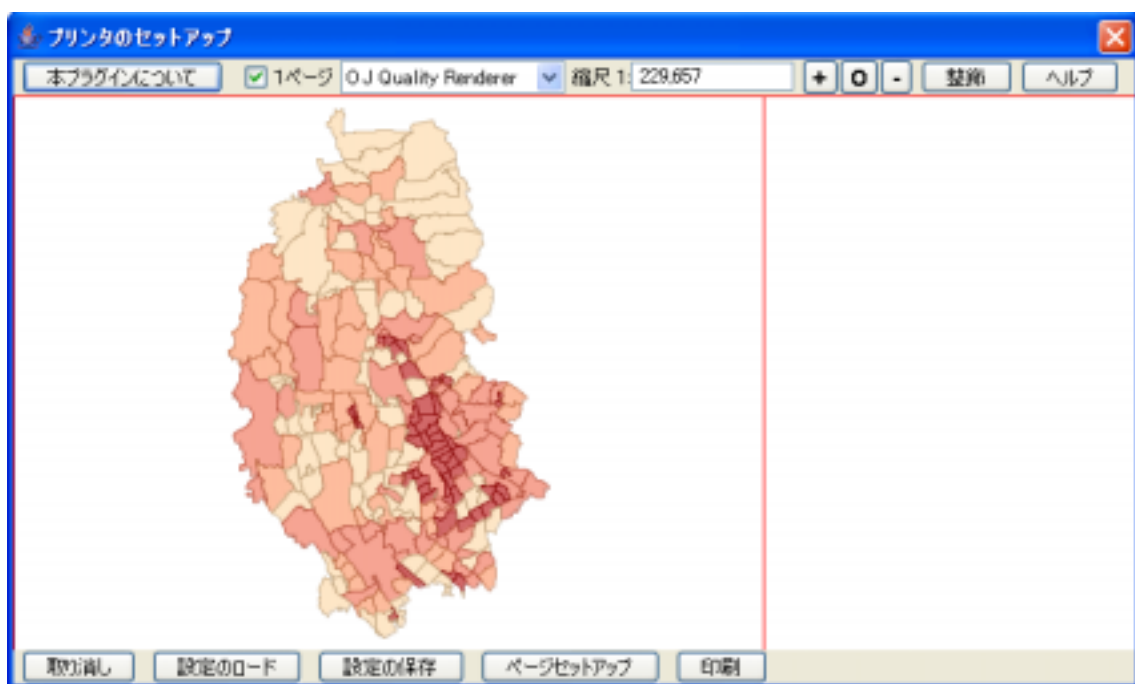 プリンタのセットアップ
本プラグインについて 1ページ OJ Quality Renderer 縮尺 1: 229,657 + O - 整飾 ヘルプ
取り消し 設定のロード 設定の保存 ページセットアップ 印刷